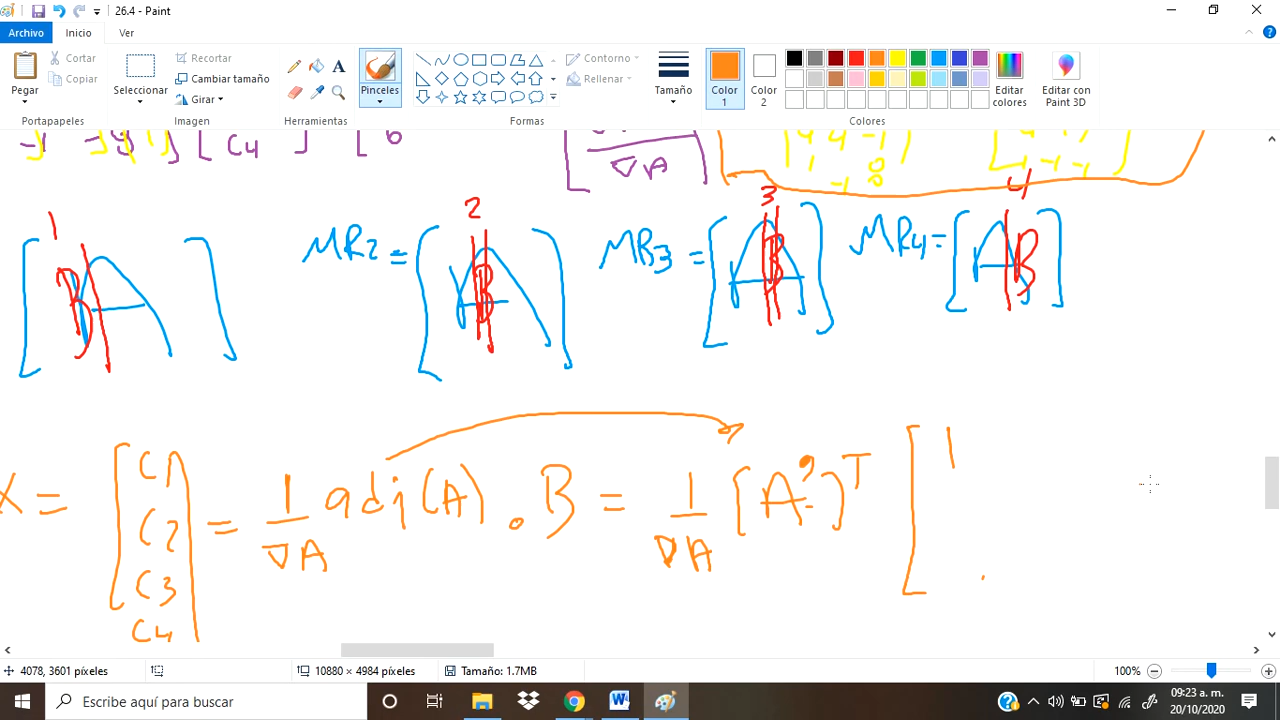 26.4 - Paint
Archivo Inicio Ver
Pegar
Cortar
Copiar
Portapapeles
Seleccionar
Recortar
Cambiar tamaño
Girar
Imagen
A
Herramientas
Pinceles
Contorno
Rellenar
Formas
Tamaño
Color 1
Color 2
Editar colores
Editar con Paint 3D
Colores
C4 6
∇A
1 2 3 4
MR2 = [ A B ] MR3 = [ A B ] MR4 = [ A B ]
X = [ C1 C2 C3 C4 = 1/∇A adj(A) . B = 1/∇A [A )T [ 1
4078, 3601 píxeles
10880 × 4984 píxeles
Tamaño: 1.7MB
100%
Escribe aquí para buscar
09:23 a. m.
20/10/2020